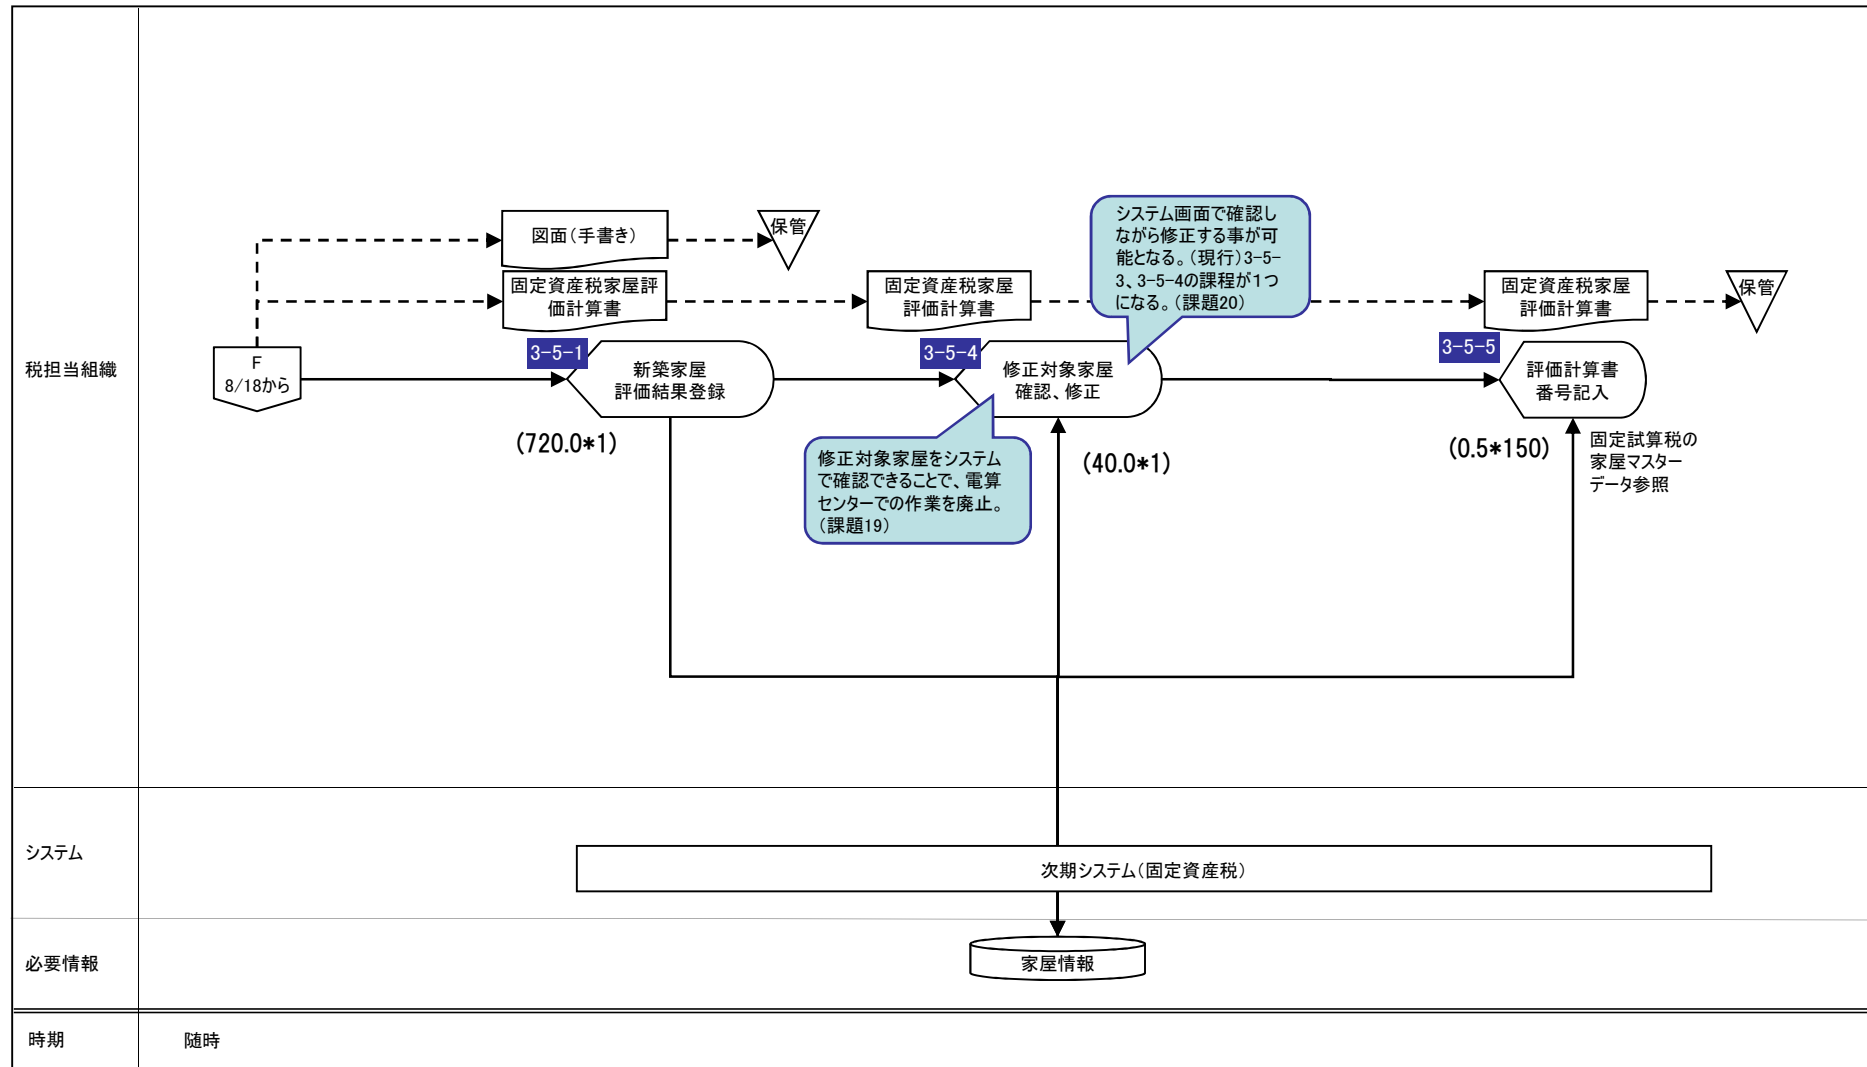 税担当組織
図面(手書き)
保管
固定資産税家屋評
価計算書
固定資産税家屋
評価計算書
システム画面で確認し
ながら修正する事が可
能となる。(現行)3-5-
3、3-5-4の課程が1つ
になる。(課題20)
固定資産税家屋
評価計算書
保管
F
8/18から
3-5-1
新築家屋
評価結果登録
(720.0*1)
3-5-4
修正対象家屋
確認、修正
(40.0*1)
修正対象家屋をシステム
で確認できることで、電算
センターでの作業を廃止。
(課題19)
3-5-5
評価計算書
番号記入
(0.5*150)
固定試算税の
家屋マスター
データ参照
システム
次期システム(固定資産税)
必要情報
家屋情報
時期
随時